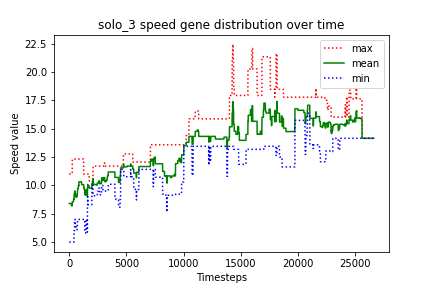 solo_3 speed gene distribution over time
max
mean
min
Speed value
22.5
20.0
17.5
15.0
12.5
10.0
7.5
5.0
0 5000 10000 15000 20000 25000
Timesteps